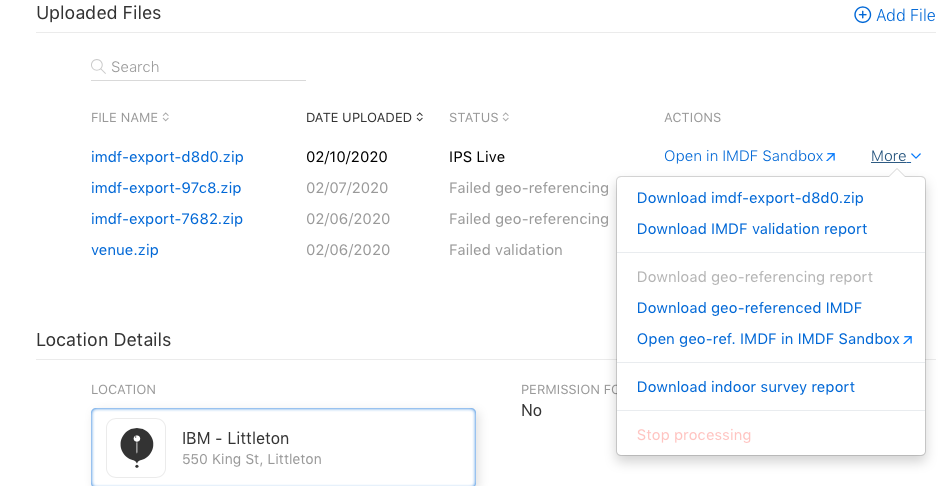 Uploaded Files
Add File
Search
FILE NAME DATE UPLOADED STATUS ACTIONS
imdf-export-d8d0.zip 02/10/2020 IPS Live Open in IMDF Sandbox More
imdf-export-97c8.zip 02/07/2020 Failed geo-referencing
imdf-export-7682.zip 02/06/2020 Failed geo-referencing
venue.zip 02/06/2020 Failed validation
Download imdf-export-d8d0.zip
Download IMDF validation report
Download geo-referencing report
Download geo-referenced IMDF
Open geo-ref. IMDF in IMDF Sandbox
Download indoor survey report
Stop processing
Location Details
LOCATION
IBM - Littleton
550 King St, Littleton
PERMISSION
No